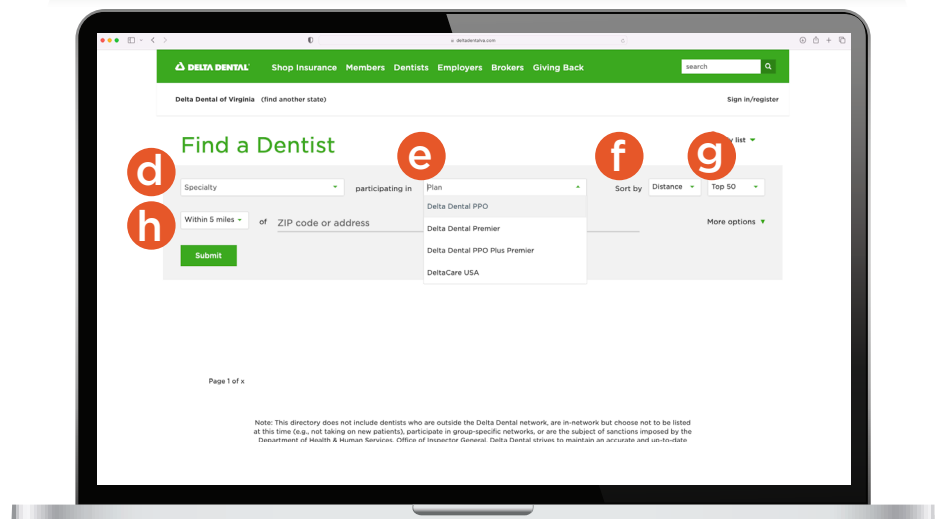 deltadentalva.com
DELTA DENTAL Shop Insurance Members Dentists Employers Brokers Giving Back search
Delta Dental of Virginia (find another state) Sign in/register
Find a Dentist list
d e f g
Specialty participating in Plan Sort by Distance Top 50
h
Within 5 miles of ZIP code or address More options
Delta Dental PPO
Delta Dental Premier
Delta Dental PPO Plus Premier
DeltaCare USA
Submit
Page 1 of x
Note: This directory does not include dentists who are outside the Delta Dental network, are in-network but choose not to be listed
at this time (e.g., not taking on new patients), participate in group-specific networks, or are the subject of sanctions imposed by the
Department of Health & Human Services, Office of Inspector General. Delta Dental strives to maintain an accurate and up-to-date